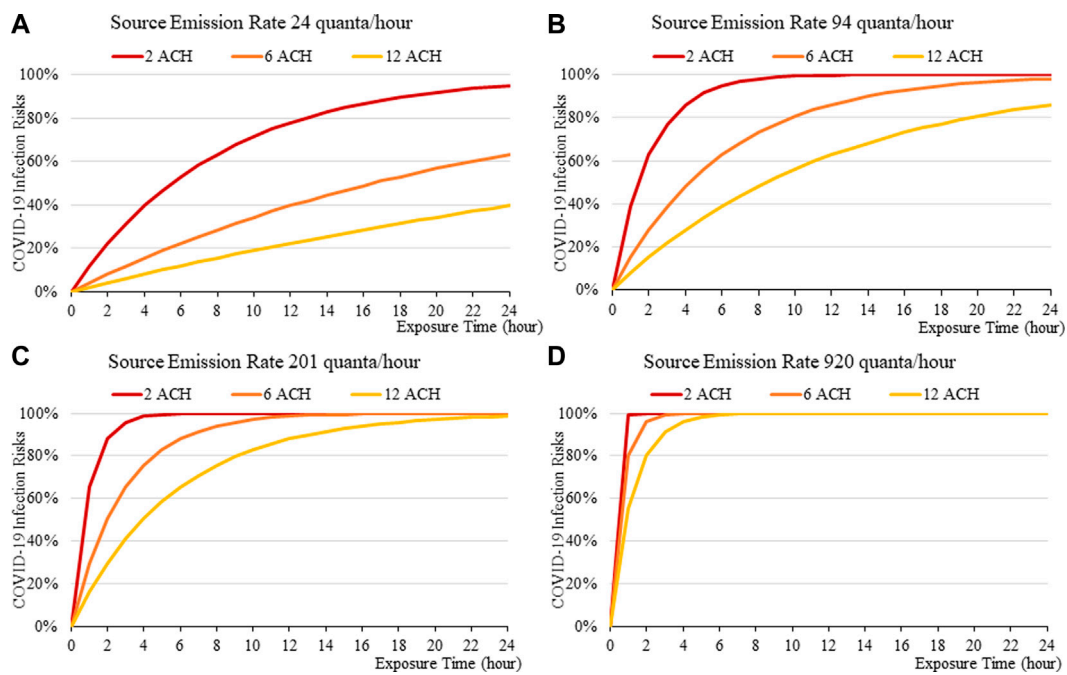 A
Source Emission Rate 24 quanta/hour
2 ACH 6 ACH 12 ACH
COVID-19 Infection Risks
100%
80%
60%
40%
20%
0%
0 2 4 6 8 10 12 14 16 18 20 22 24
Exposure Time (hour)
B
Source Emission Rate 94 quanta/hour
2 ACH 6 ACH 12 ACH
COVID-19 Infection Risks
100%
80%
60%
40%
20%
0%
0 2 4 6 8 10 12 14 16 18 20 22 24
Exposure Time (hour)
C
Source Emission Rate 201 quanta/hour
2 ACH 6 ACH 12 ACH
COVID-19 Infection Risks
100%
80%
60%
40%
20%
0%
0 2 4 6 8 10 12 14 16 18 20 22 24
Exposure Time (hour)
D
Source Emission Rate 920 quanta/hour
2 ACH 6 ACH 12 ACH
COVID-19 Infection Risks
100%
80%
60%
40%
20%
0%
0 2 4 6 8 10 12 14 16 18 20 22 24
Exposure Time (hour)